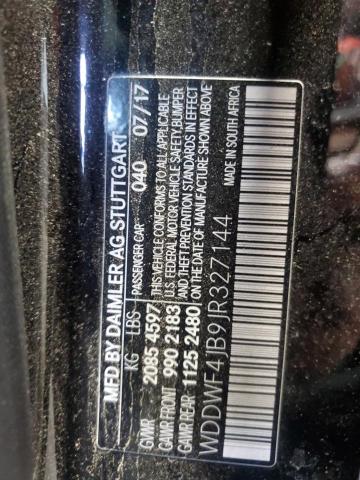 MFD BY DAIMLER AG STUTTGART
KG LBS PASSENGER CAR 040 07/17
GVWR 2085 4597 THIS VEHICLE CONFORMS TO ALL APPLICABLE
GAWR FRONT 990 2183 U.S. FEDERAL MOTOR VEHICLE SAFETY, BUMPER
GAWR REAR 1125 2480 AND THEFT PREVENTION STANDARDS IN EFFECT
ON THE DATE OF MANUFACTURE SHOWN ABOVE
WDDWF4JB9JR327144 MADE IN SOUTH AFRICA